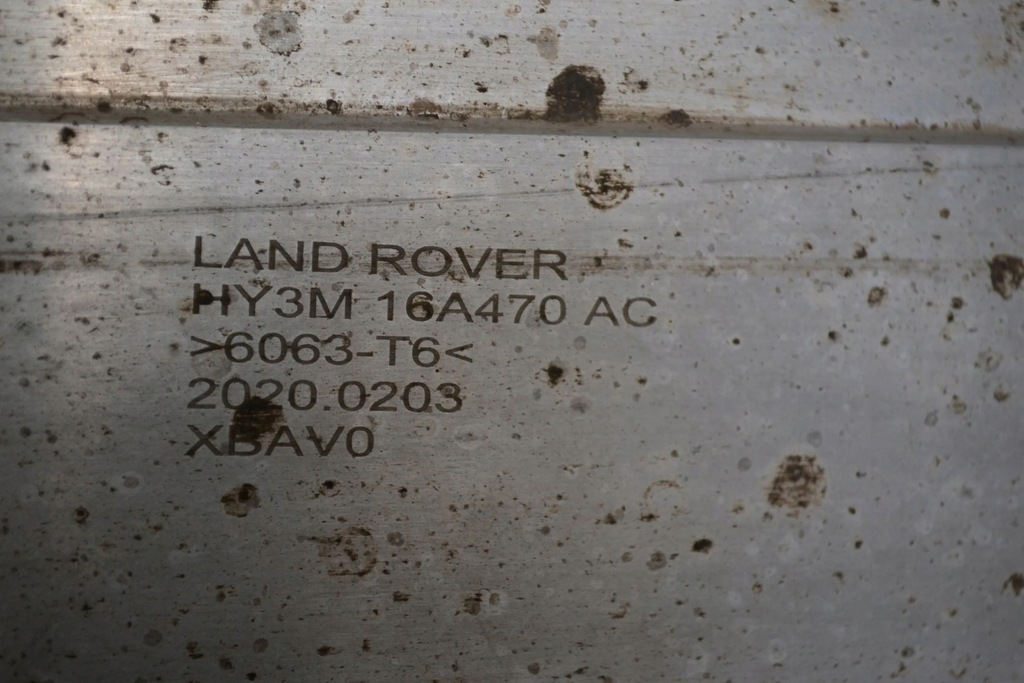 LAND ROVER
HY3M 16A470 AC
>6063-T6<
2020.0203
XBAV0